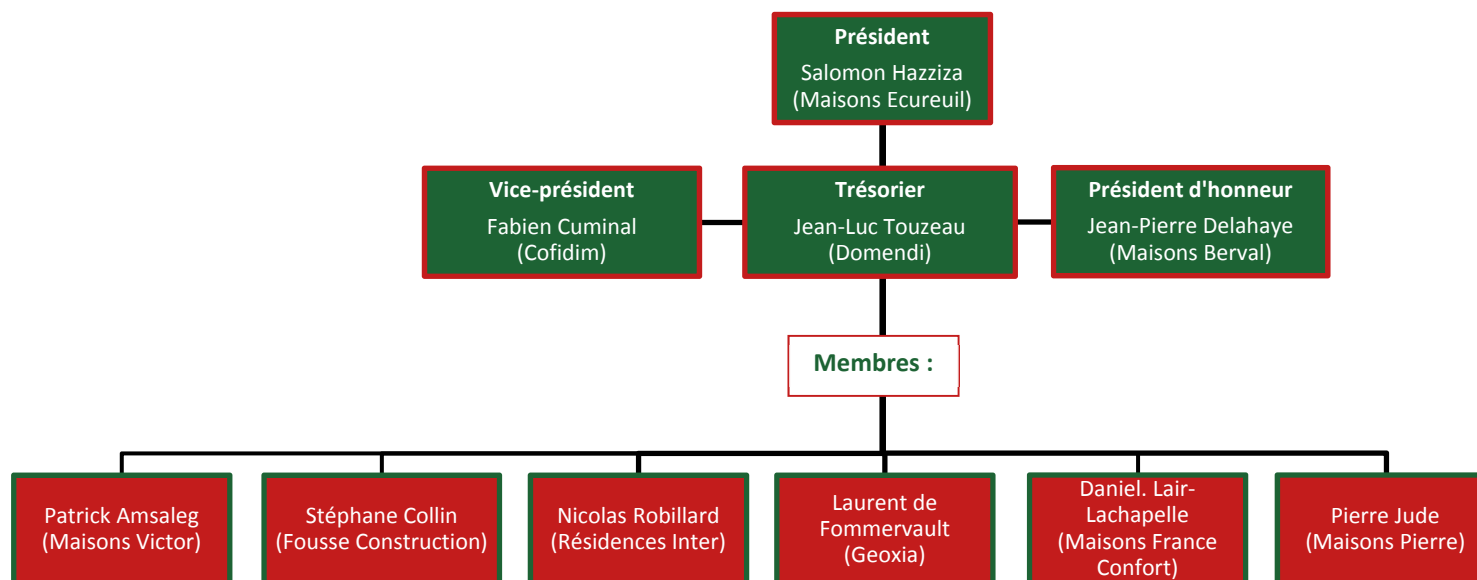 Président
Salomon Hazziza
(Maisons Ecureuil)
Vice-président
Fabien Cuminal
(Cofidim)
Trésorier
Jean-Luc Touzeau
(Domendi)
Président d'honneur
Jean-Pierre Delahaye
(Maisons Berval)
Membres :
Patrick Amsaleg
(Maisons Victor)
Stéphane Collin
(Fousse Construction)
Nicolas Robillard
(Résidences Inter)
Laurent de
Fommervault
(Geoxia)
Daniel. Lair-
Lachapelle
(Maisons France
Confort)
Pierre Jude
(Maisons Pierre)